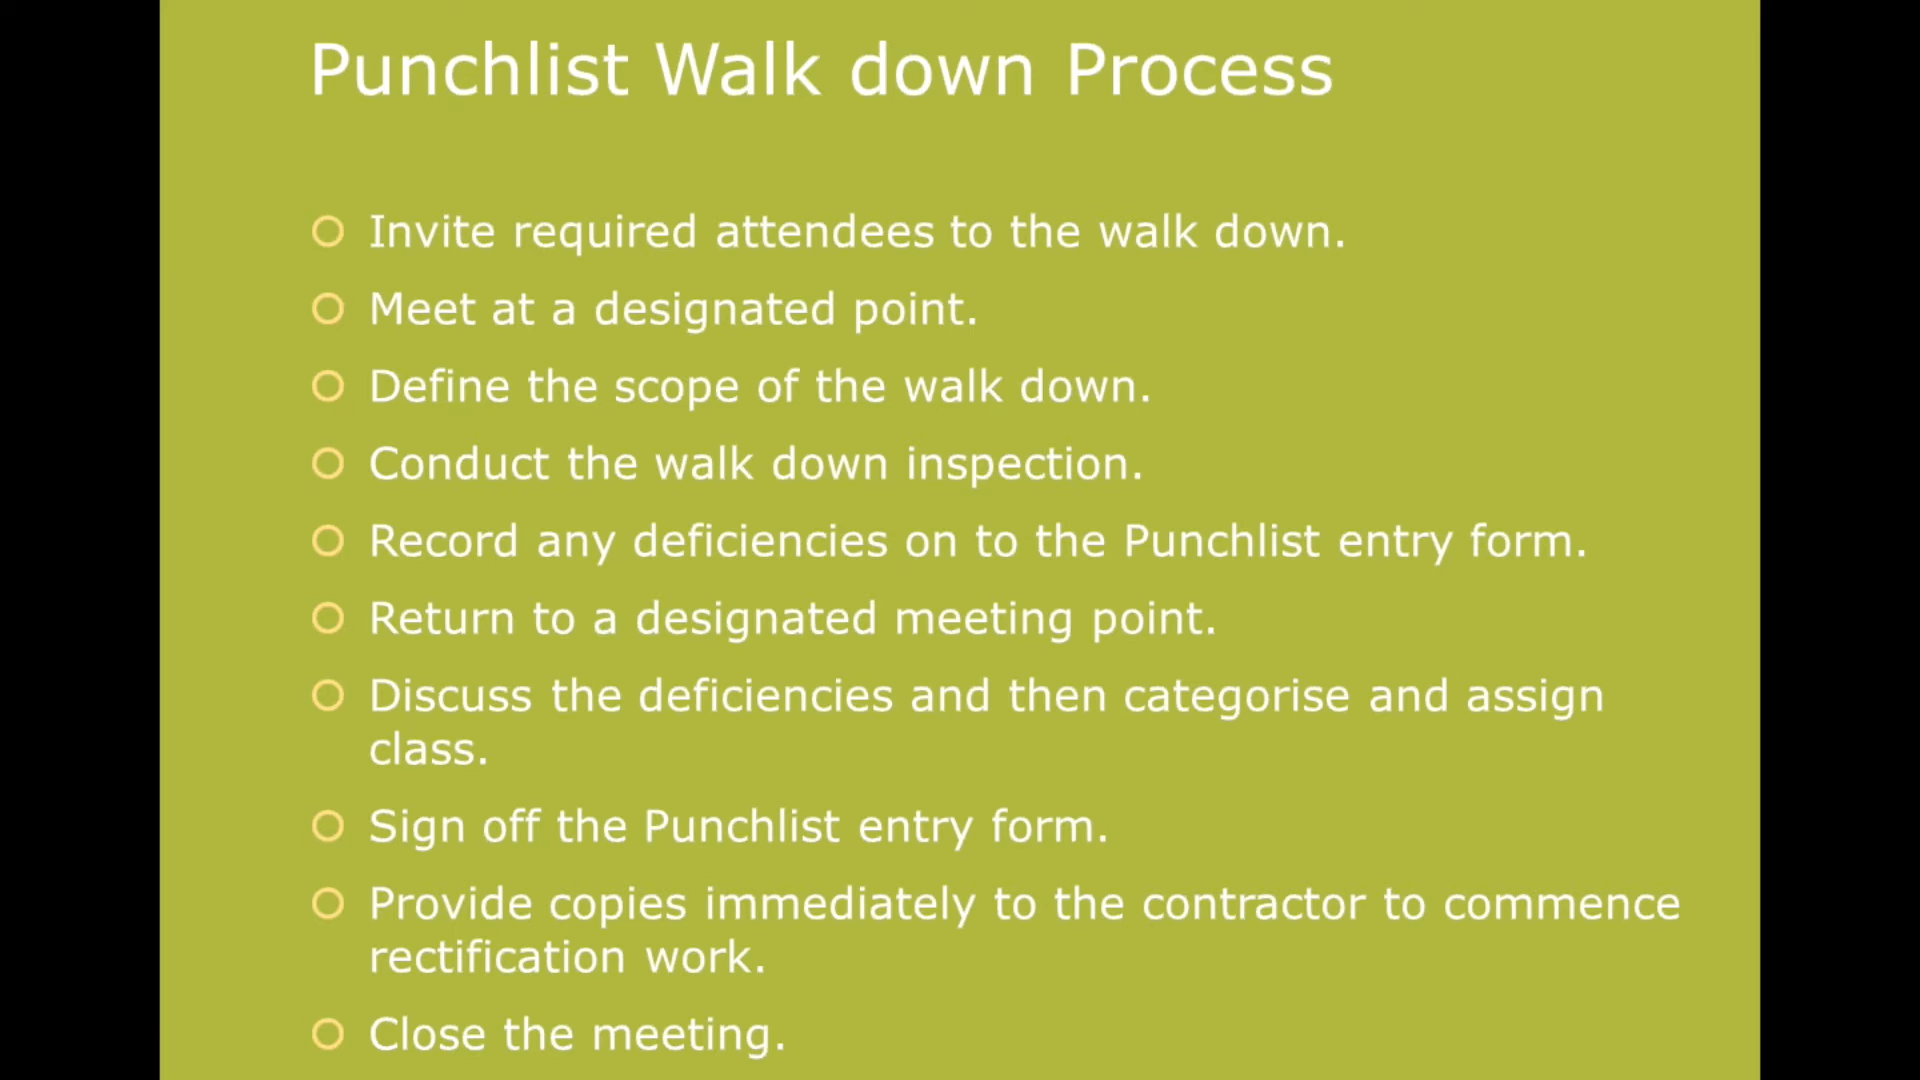 Punchlist Walk down Process
Invite required attendees to the walk down.
Meet at a designated point.
Define the scope of the walk down.
Conduct the walk down inspection.
Record any deficiencies on to the Punchlist entry form.
Return to a designated meeting point.
Discuss the deficiencies and then categorise and assign
class.
Sign off the Punchlist entry form.
Provide copies immediately to the contractor to commence
rectification work.
Close the meeting.